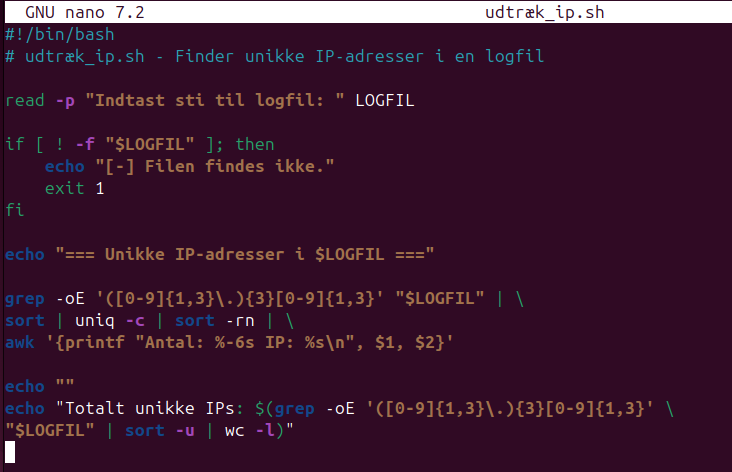 GNU nano 7.2 udtræk_ip.sh
#!/bin/bash
# udtræk_ip.sh - Finder unikke IP-adresser i en logfil
read -p "Indtast sti til logfil: " LOGFIL
if [ ! -f "$LOGFIL" ]; then
    echo "[-] Filen findes ikke."
    exit 1
fi
echo "=== Unikke IP-adresser i $LOGFIL ==="
grep -oE '([0-9]{1,3}\.){3}[0-9]{1,3}' "$LOGFIL" | \
sort | uniq -c | sort -rn | \
awk '{printf "Antal: %-6s IP: %s\n", $1, $2}'
echo ""
echo "Totalt unikke IPs: $(grep -oE '([0-9]{1,3}\.){3}[0-9]{1,3}' \
"$LOGFIL" | sort -u | wc -l)"